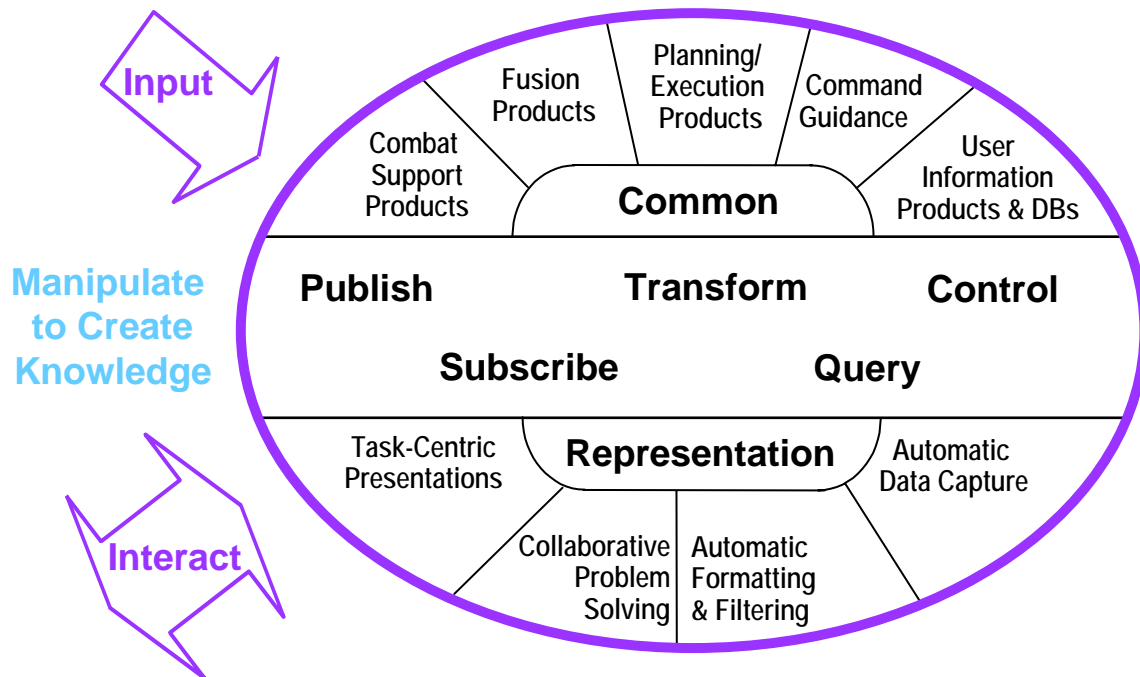 Input
Combat
Support
Products
Fusion
Products
Planning/
Execution
Products
Command
Guidance
User
Information
Products & DBs
Common
Manipulate
to Create
Knowledge
Publish
Transform
Control
Subscribe
Query
Interact
Representation
Task-Centric
Presentations
Collaborative
Problem
Solving
Automatic
Formatting
& Filtering
Automatic
Data Capture